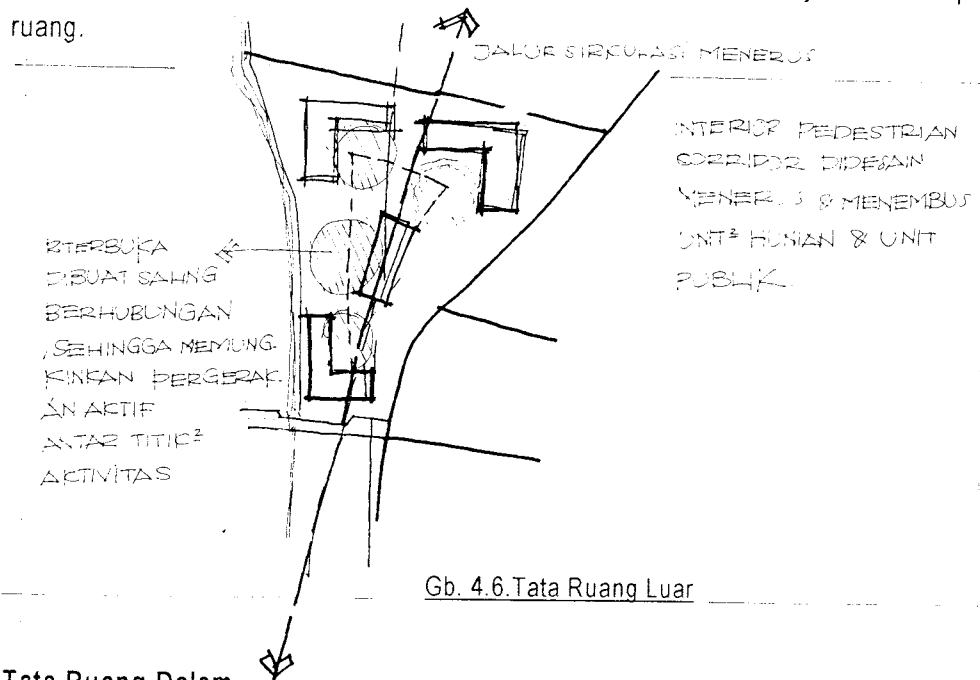 ruang.
JALUR SIRKULASI MENERUS
INTERIOR PEDESTRIAN
CORRIDOR DIDESAIN
MENERUS & MENEMBUS
UNIT² HUNIAN & UNIT
PUBLIK.
R TERBUKA
DIBUAT SALING
BERHUBUNGAN
, SEHINGGA MEMUNG-
KINKAN PERGERAK-
AN AKTIF
ANTAR TITIK²
AKTIVITAS
Gb. 4.6.Tata Ruang Luar
Tata Ruang Dalam